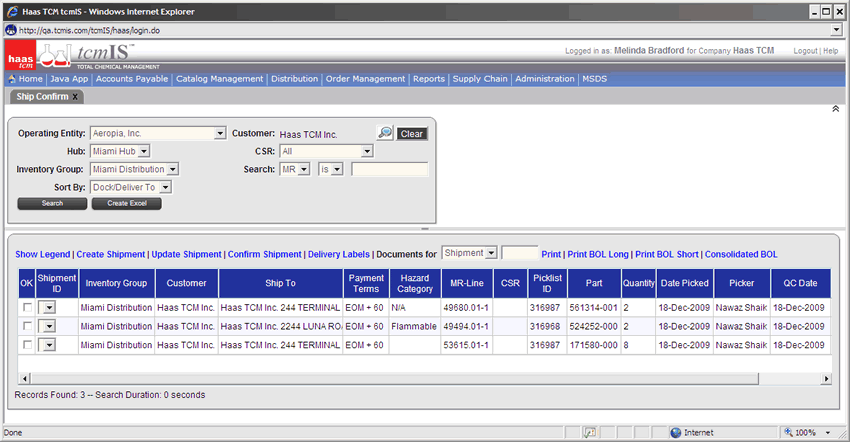 Haas TCM tcmIS - Windows Internet Explorer
http://qa.tcmis.com/tcmIS/haas/login.do
haas tcm tcmIS TOTAL CHEMICAL MANAGEMENT Logged in as: Melinda Bradford for Company Haas TCM Logout | Help
Home | Java App | Accounts Payable | Catalog Management | Distribution | Order Management | Reports | Supply Chain | Administration | MSDS
Ship Confirm X
Operating Entity: Aeropia, Inc. Customer: Haas TCM Inc. Clear
Hub: Miami Hub CSR: All
Inventory Group: Miami Distribution Search: MR is
Sort By: Dock/Deliver To
Search Create Excel
Show Legend | Create Shipment | Update Shipment | Confirm Shipment | Delivery Labels | Documents for Shipment Print | Print BOL Long | Print BOL Short | Consolidated BOL
OK Shipment ID Inventory Group Customer Ship To Payment Terms Hazard Category MR-Line CSR Picklist ID Part Quantity Date Picked Picker QC Date
Miami Distribution Haas TCM Inc. Haas TCM Inc. 244 TERMINAL EOM + 60 N/A 49680.01-1 316987 561314-001 2 18-Dec-2009 Nawaz Shaik 18-Dec-2009
Miami Distribution Haas TCM Inc. Haas TCM Inc. 2244 LUNA RO EOM + 60 Flammable 49494.01-1 316968 524252-000 2 18-Dec-2009 Nawaz Shaik 18-Dec-2009
Miami Distribution Haas TCM Inc. Haas TCM Inc. 244 TERMINAL EOM + 60 53615.01-1 316987 171580-000 8 18-Dec-2009 Nawaz Shaik 18-Dec-2009
Records Found: 3 -- Search Duration: 0 seconds
Done Internet 100%